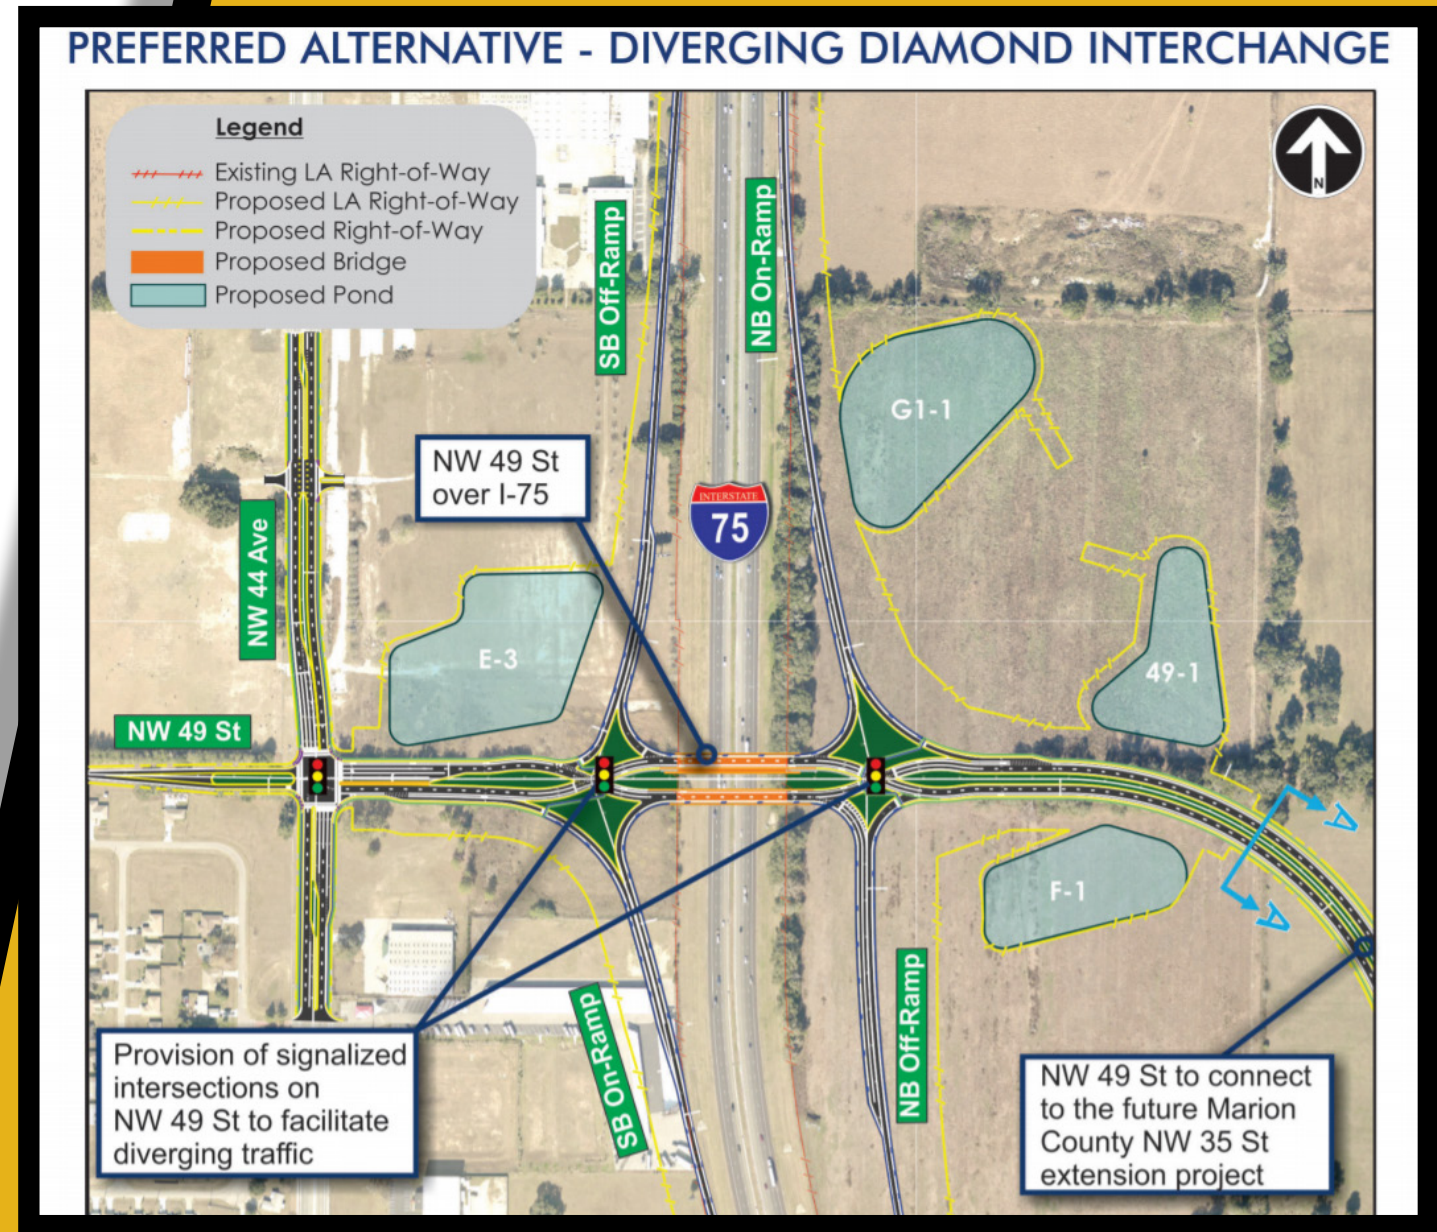 PREFERRED ALTERNATIVE - DIVERGING DIAMOND INTERCHANGE
Legend
Existing LA Right-of-Way
Proposed LA Right-of-Way
Proposed Right-of-Way
Proposed Bridge
Proposed Pond
N
SB Off-Ramp
NB On-Ramp
G1-1
NW 49 St
over I-75
INTERSTATE
75
NW 44 Ave
E-3
49-1
NW 49 St
A
A
F-1
SB On-Ramp
NB Off-Ramp
Provision of signalized
intersections on
NW 49 St to facilitate
diverging traffic
NW 49 St to connect
to the future Marion
County NW 35 St
extension project